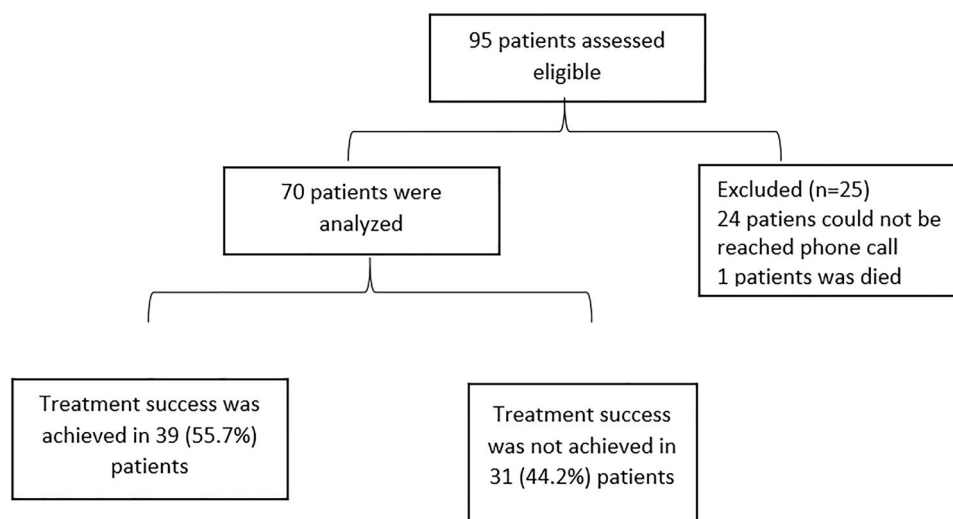 95 patients assessed
eligible
70 patients were
analyzed
Excluded (n=25)
24 patiens could not be
reached phone call
1 patients was died
Treatment success was
achieved in 39 (55.7%)
patients
Treatment success
was not achieved in
31 (44.2%) patients